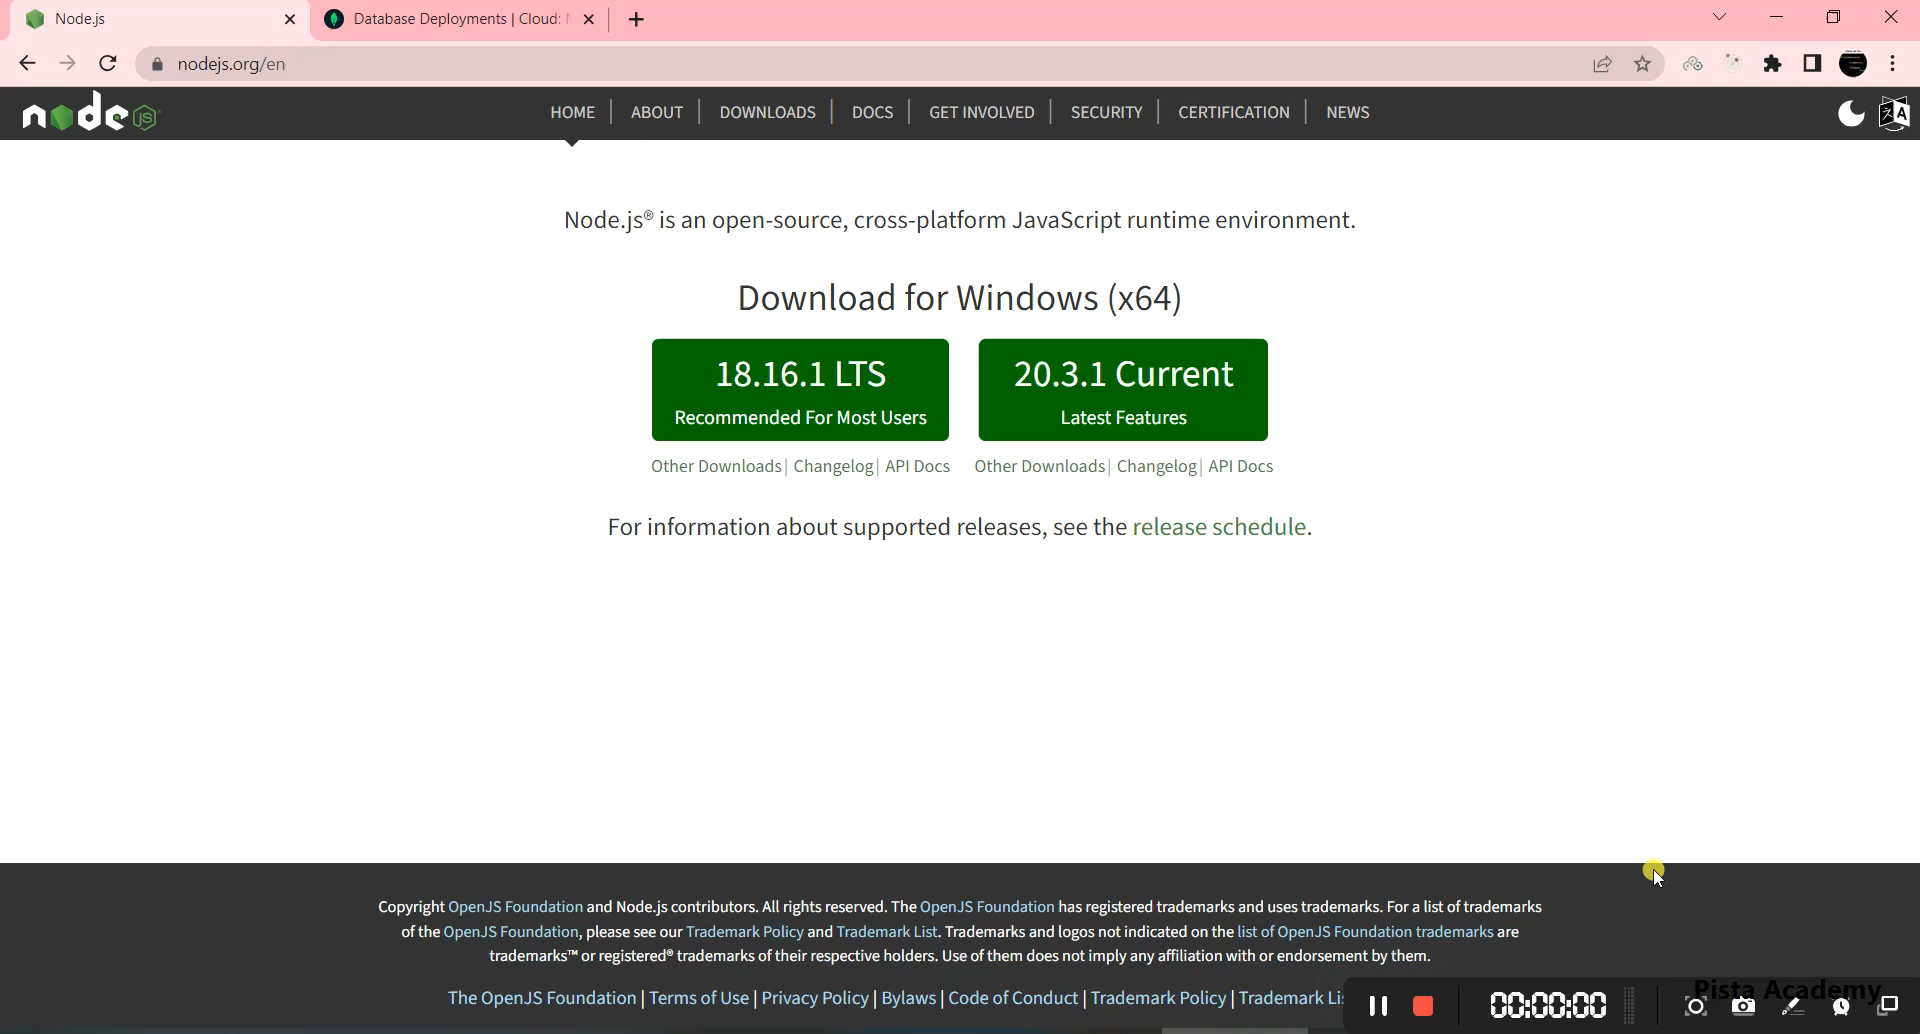 Node.js
Database Deployments | Cloud:
nodejs.org/en
node JS
HOME
ABOUT
DOWNLOADS
DOCS
GET INVOLVED
SECURITY
CERTIFICATION
NEWS
Node.js® is an open-source, cross-platform JavaScript runtime environment.
Download for Windows (x64)
18.16.1 LTS
Recommended For Most Users
20.3.1 Current
Latest Features
Other Downloads | Changelog | API Docs
Other Downloads | Changelog | API Docs
For information about supported releases, see the release schedule.
Copyright OpenJS Foundation and Node.js contributors. All rights reserved. The OpenJS Foundation has registered trademarks and uses trademarks. For a list of trademarks
of the OpenJS Foundation, please see our Trademark Policy and Trademark List. Trademarks and logos not indicated on the list of OpenJS Foundation trademarks are
trademarks™ or registered® trademarks of their respective holders. Use of them does not imply any affiliation with or endorsement by them.
The OpenJS Foundation | Terms of Use | Privacy Policy | Bylaws | Code of Conduct | Trademark Policy | Trademark Li
00:00:00
Pista Academy